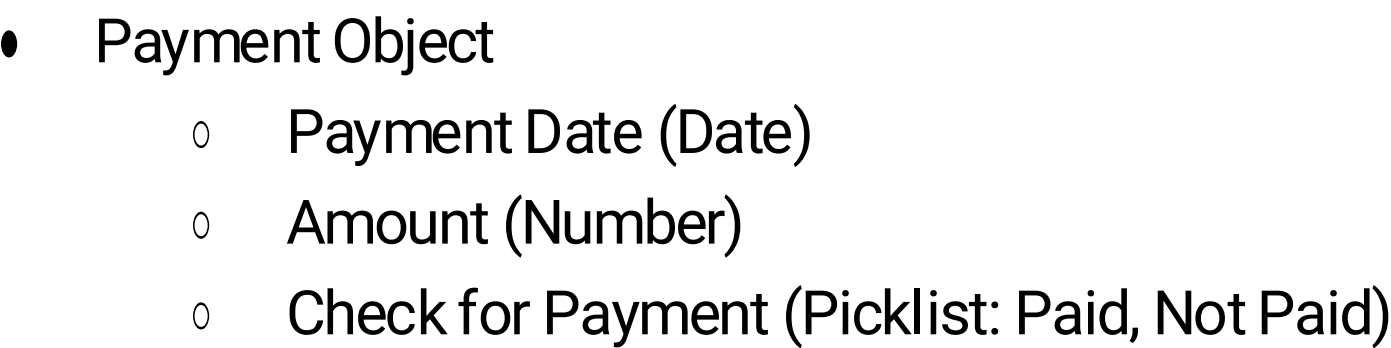 • Payment Object
○ Payment Date (Date)
○ Amount (Number)
○ Check for Payment (Picklist: Paid, Not Paid)